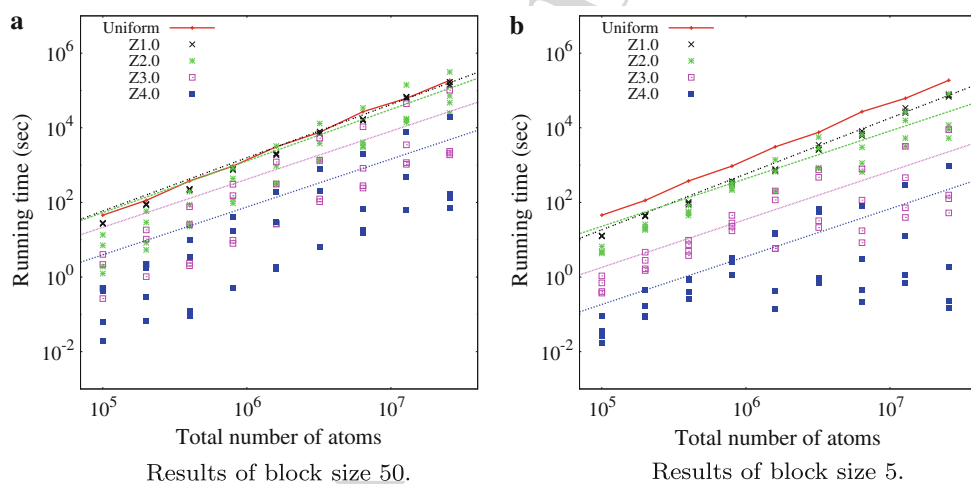 a
Uniform
Z1.0
Z2.0
Z3.0
Z4.0
10^6
10^4
10^2
10^0
10^-2
Running time (sec)
10^5
10^6
10^7
Total number of atoms
Results of block size 50.
b
Uniform
Z1.0
Z2.0
Z3.0
Z4.0
10^6
10^4
10^2
10^0
10^-2
Running time (sec)
10^5
10^6
10^7
Total number of atoms
Results of block size 5.